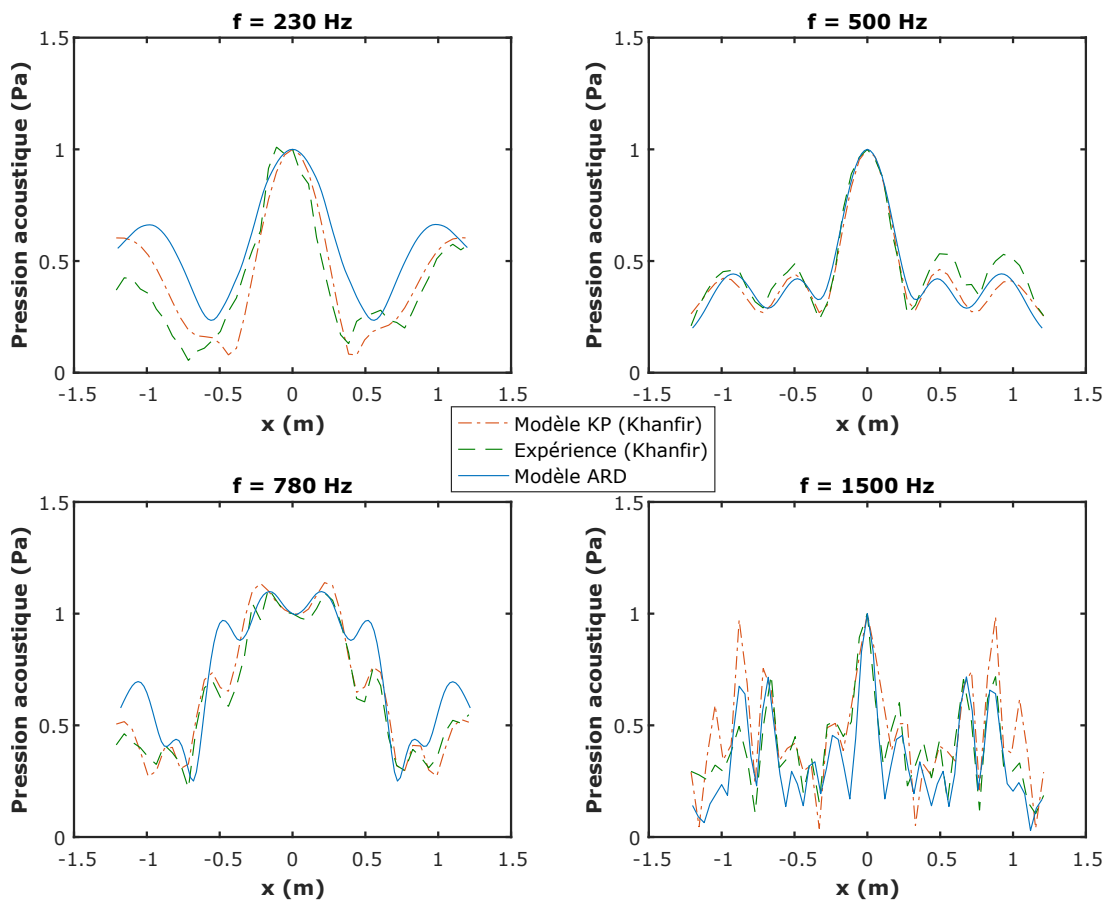 f = 230 Hz
f = 500 Hz
1.5
1
0.5
0
Pression acoustique (Pa)
-1.5 -1 -0.5 0 0.5 1 1.5
x (m)
1.5
1
0.5
0
Pression acoustique (Pa)
-1.5 -1 -0.5 0 0.5 1 1.5
x (m)
Modèle KP (Khanfir)
Expérience (Khanfir)
Modèle ARD
f = 780 Hz
f = 1500 Hz
1.5
1
0.5
0
Pression acoustique (Pa)
-1.5 -1 -0.5 0 0.5 1 1.5
x (m)
1.5
1
0.5
0
Pression acoustique (Pa)
-1.5 -1 -0.5 0 0.5 1 1.5
x (m)